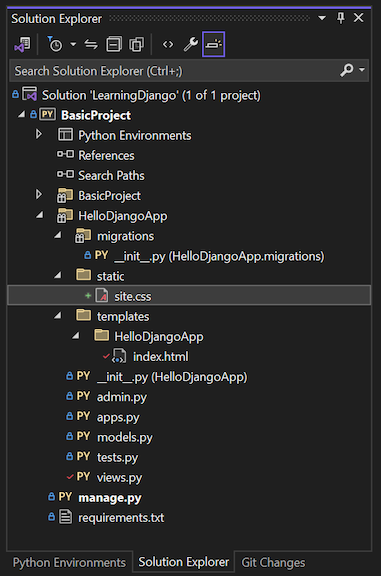 Solution Explorer
Search Solution Explorer (Ctrl+;)
Solution 'LearningDjango' (1 of 1 project)
PY BasicProject
Python Environments
References
Search Paths
BasicProject
HelloDjangoApp
migrations
PY __init__.py (HelloDjangoApp.migrations)
static
site.css
templates
HelloDjangoApp
index.html
PY __init__.py (HelloDjangoApp)
PY admin.py
PY apps.py
PY models.py
PY tests.py
PY views.py
PY manage.py
requirements.txt
Python Environments Solution Explorer Git Changes